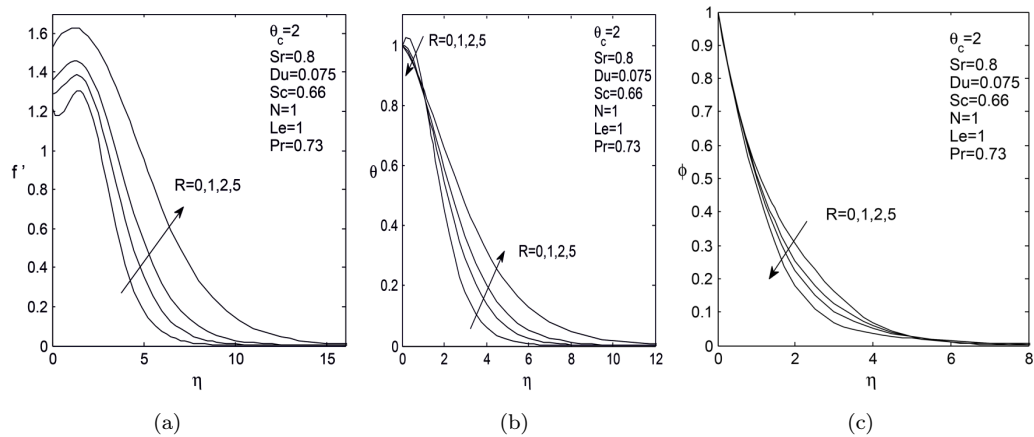 1.8
1.6
1.4
1.2
1
0.8
0.6
0.4
0.2
0
f '
0
5
10
15
η
θc=2
Sr=0.8
Du=0.075
Sc=0.66
N=1
Le=1
Pr=0.73
R=0,1,2,5
(a)
1
0.8
0.6
0.4
0.2
0
θ
0
2
4
6
8
10
12
η
R=0,1,2,5
θc=2
Sr=0.8
Du=0.075
Sc=0.66
N=1
Le=1
Pr=0.73
R=0,1,2,5
(b)
1
0.9
0.8
0.7
0.6
0.5
0.4
0.3
0.2
0.1
0
ϕ
0
2
4
6
8
η
θc=2
Sr=0.8
Du=0.075
Sc=0.66
N=1
Le=1
Pr=0.73
R=0,1,2,5
(c)